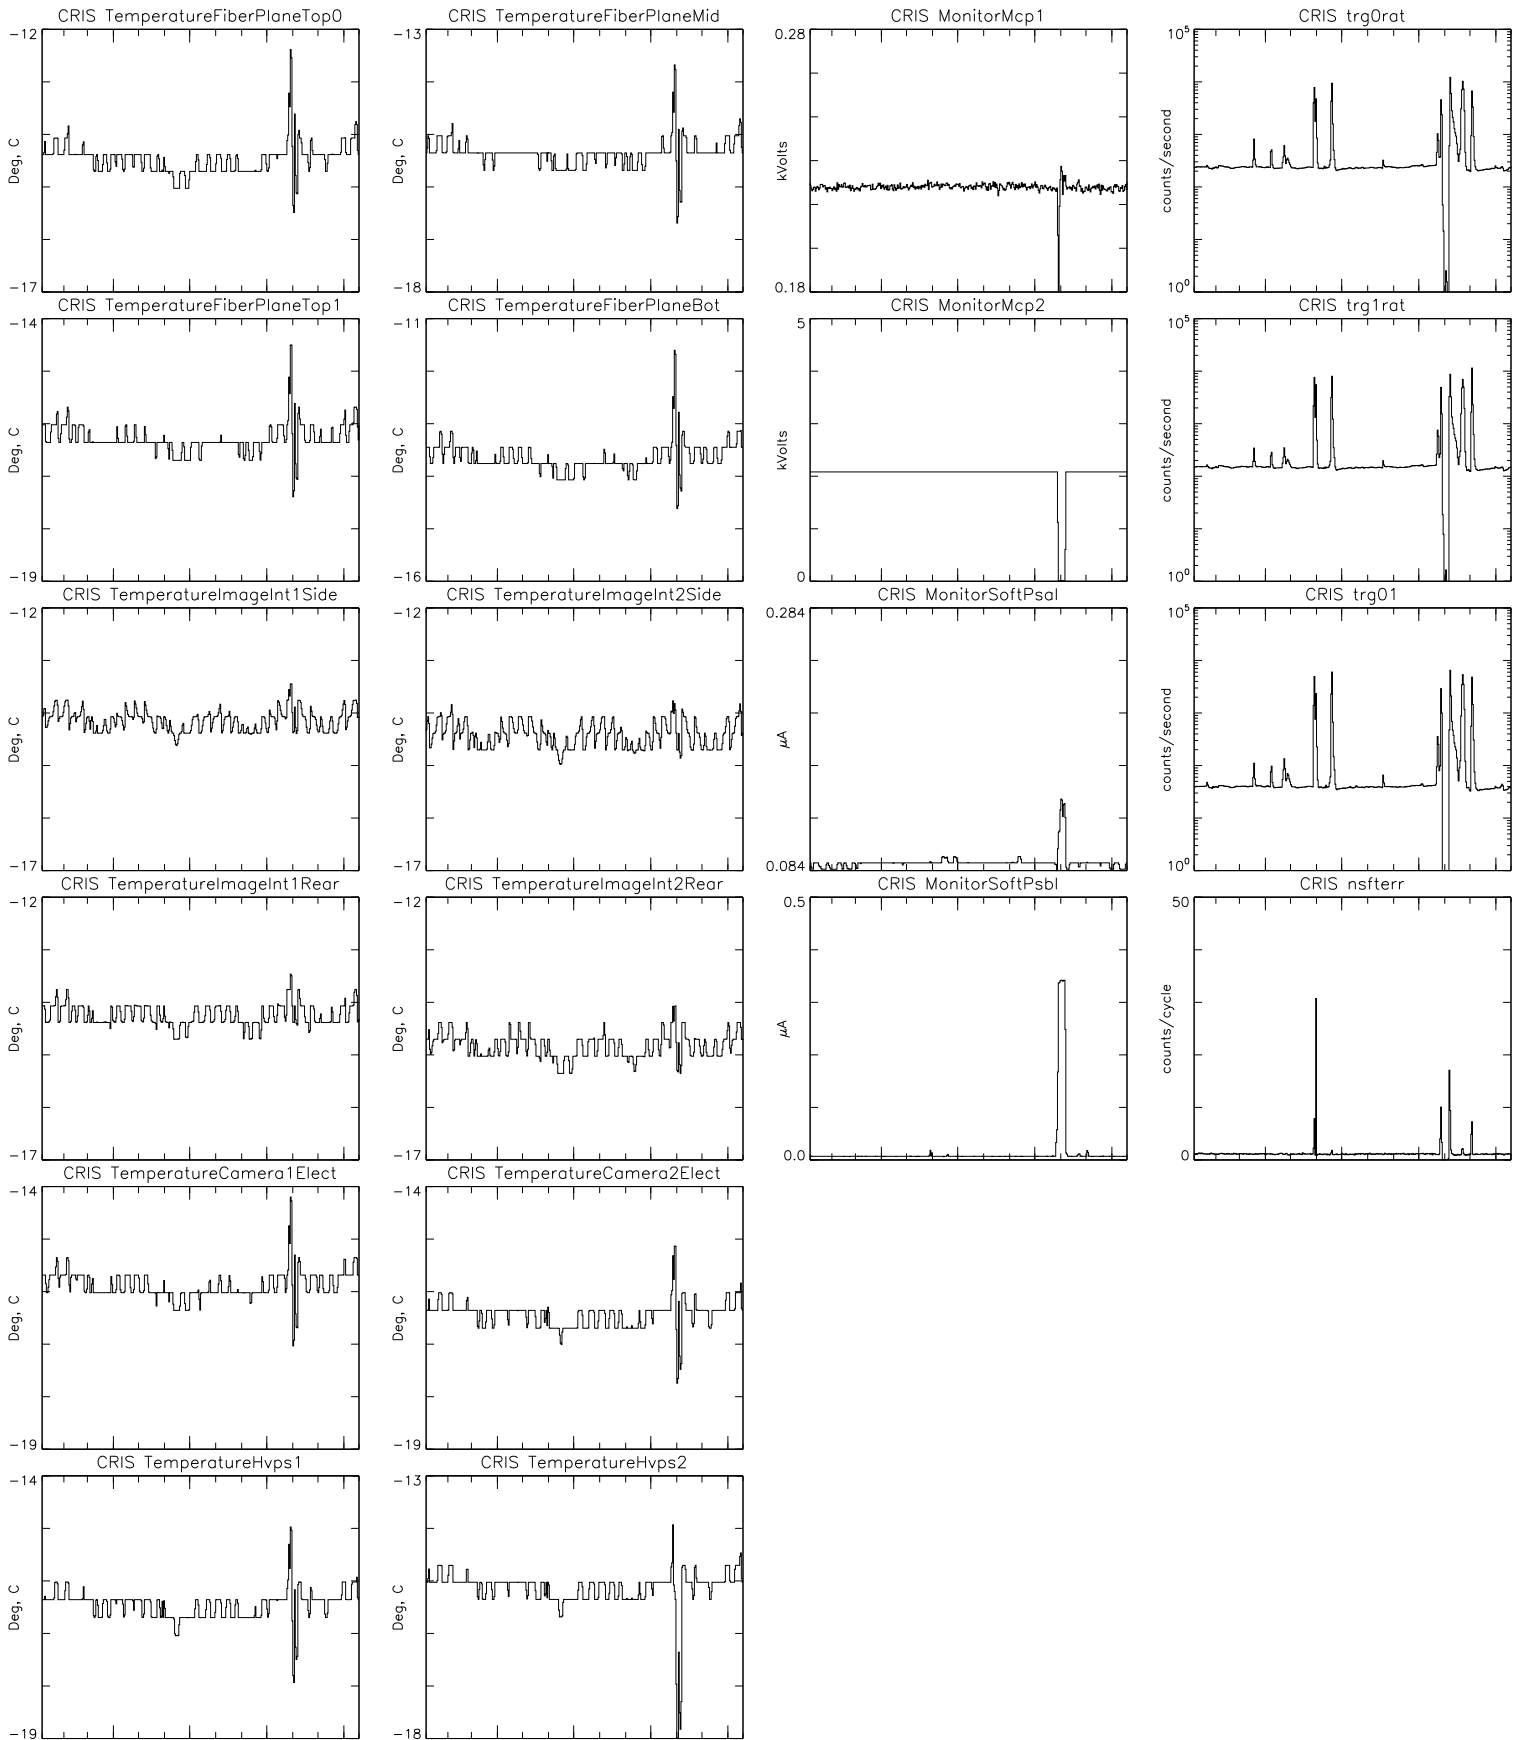 CRIS TemperatureFiberPlaneTop0
-12
Deg, C
-17
CRIS TemperatureFiberPlaneMid
-13
Deg, C
-18
CRIS MonitorMcp1
0.28
kVolts
0.18
CRIS trg0rat
10^5
counts/second
10^0
CRIS TemperatureFiberPlaneTop1
-14
Deg, C
-19
CRIS TemperatureFiberPlaneBot
-11
Deg, C
-16
CRIS MonitorMcp2
5
kVolts
0
CRIS trg1rat
10^5
counts/second
10^0
CRIS TemperatureImageInt1Side
-12
Deg, C
-17
CRIS TemperatureImageInt2Side
-12
Deg, C
-17
CRIS MonitorSoftPsaI
0.284
μA
0.084
CRIS trg01
10^5
counts/second
10^0
CRIS TemperatureImageInt1Rear
-12
Deg, C
-17
CRIS TemperatureImageInt2Rear
-12
Deg, C
-17
CRIS MonitorSoftPsbI
0.5
μA
0.0
CRIS nsfterr
50
counts/cycle
0
CRIS TemperatureCamera1Elect
-14
Deg, C
-19
CRIS TemperatureCamera2Elect
-14
Deg, C
-19
CRIS TemperatureHvps1
-14
Deg, C
-19
CRIS TemperatureHvps2
-13
Deg, C
-18